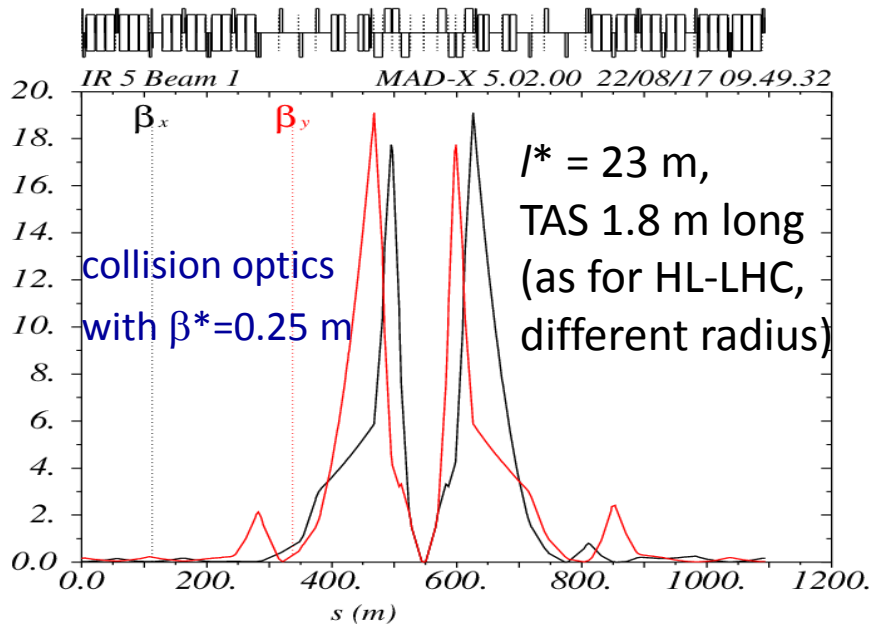 IR 5 Beam 1 MAD-X 5.02.00 22/08/17 09.49.32
20.
18.
16.
14.
12.
10.
8.
6.
4.
2.
0.0
βx βy
l* = 23 m,
TAS 1.8 m long
(as for HL-LHC,
different radius)
collision optics
with β*=0.25 m
0.0 200. 400. 600. 800. 1000. 1200.
s (m)